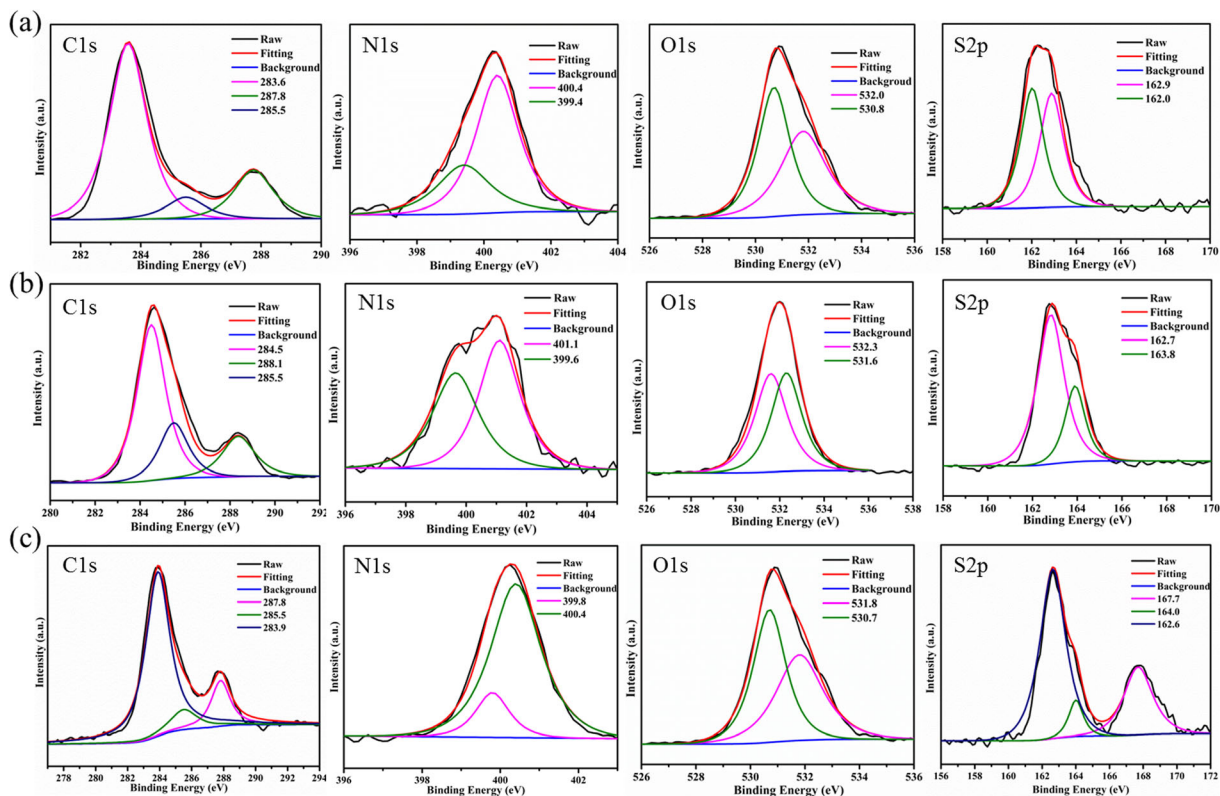 (a)
C1s
Raw
Fitting
Background
283.6
287.8
285.5
Intensity (a.u.)
282 284 286 288 290
Binding Energy (eV)
N1s
Raw
Fitting
Background
400.4
399.4
Intensity (a.u.)
396 398 400 402 404
Binding Energy (eV)
O1s
Raw
Fitting
Backgroud
532.0
530.8
Intensity (a.u.)
526 528 530 532 534 536
Binding Energy (eV)
S2p
Raw
Fitting
Background
162.9
162.0
Intensity (a.u.)
158 160 162 164 166 168 170
Binding Energy (eV)
(b)
C1s
Raw
Fitting
Background
284.5
288.1
285.5
Intensity (a.u.)
280 282 284 286 288 290 292
Binding Energy (eV)
N1s
Raw
Fitting
Background
401.1
399.6
Intensity (a.u.)
396 398 400 402 404
Binding Energy (eV)
O1s
Raw
Fitting
Background
532.3
531.6
Intensity (a.u.)
526 528 530 532 534 536 538
Binding Energy (eV)
S2p
Raw
Fitting
Background
162.7
163.8
Intensity (a.u.)
158 160 162 164 166 168 170
Binding Energy (eV)
(c)
C1s
Raw
Fitting
Background
287.8
285.5
283.9
Intensity (a.u.)
278 280 282 284 286 288 290 292 294
Binding Energy (eV)
N1s
Raw
Fitting
Background
399.8
400.4
Intensity (a.u.)
396 398 400 402 403
Binding Energy (eV)
O1s
Raw
Fitting
Background
531.8
530.7
Intensity (a.u.)
526 528 530 532 534 536
Binding Energy (eV)
S2p
Raw
Fitting
Background
167.7
164.0
162.6
Intensity (a.u.)
156 158 160 162 164 166 168 170 172
Binding Energy (eV)